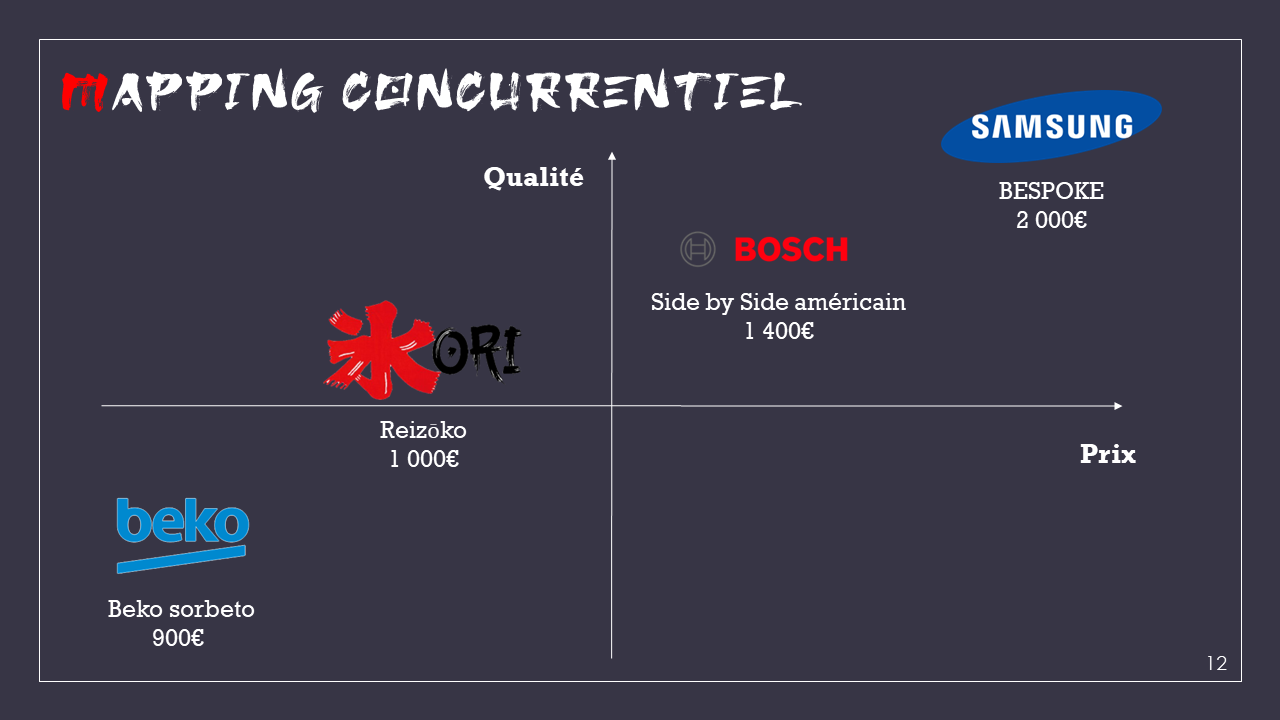 MAPPING CONCURRENTIEL
SAMSUNG
Qualité
BESPOKE
2 000€
BOSCH
Side by Side américain
1 400€
氷ORI
Reizōko
1 000€
Prix
beko
Beko sorbeto
900€
12